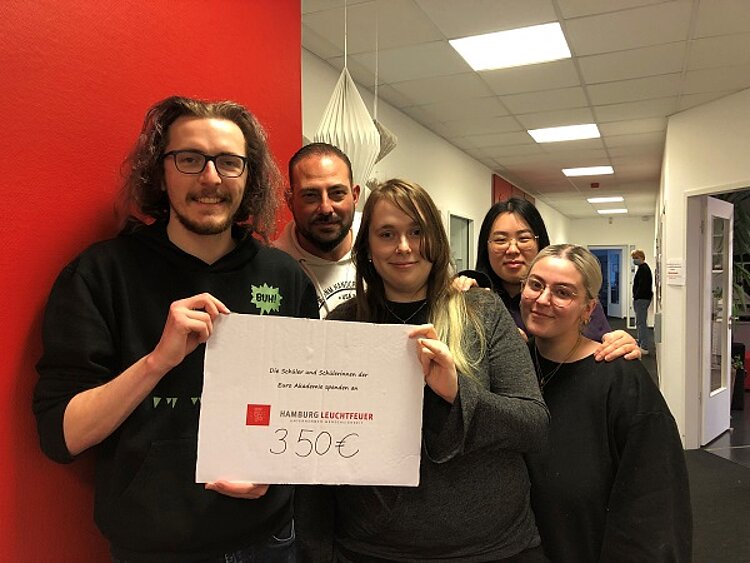 BUH!
Die Schüler und Schülerinnen der
Euro Akademie spenden an
HAMBURG LEUCHTFEUER
350€